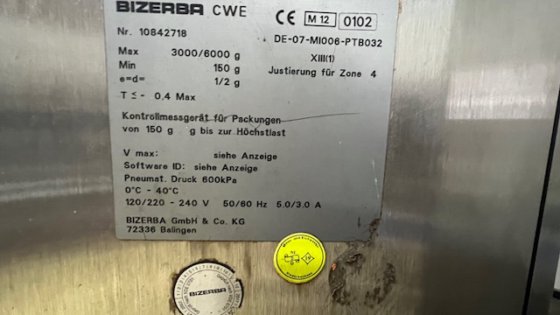 BIZERBA CWE
CE M 12 0102
Nr. 10842718
DE-07-MI006-PTB032
Max 3000/6000 g
XIII(1)
Min 150 g
Justierung für Zone 4
e=d= 1/2 g
T ≤ - 0,4 Max
Kontrollmessgerät für Packungen
von 150 g g bis zur Höchstlast
V max: siehe Anzeige
Software ID: siehe Anzeige
Pneumat. Druck 600kPa
0°C - 40°C
120/220 - 240 V 50/60 Hz 5.0/3.0 A
BIZERBA GmbH & Co. KG
72336 Balingen
BIZERBA